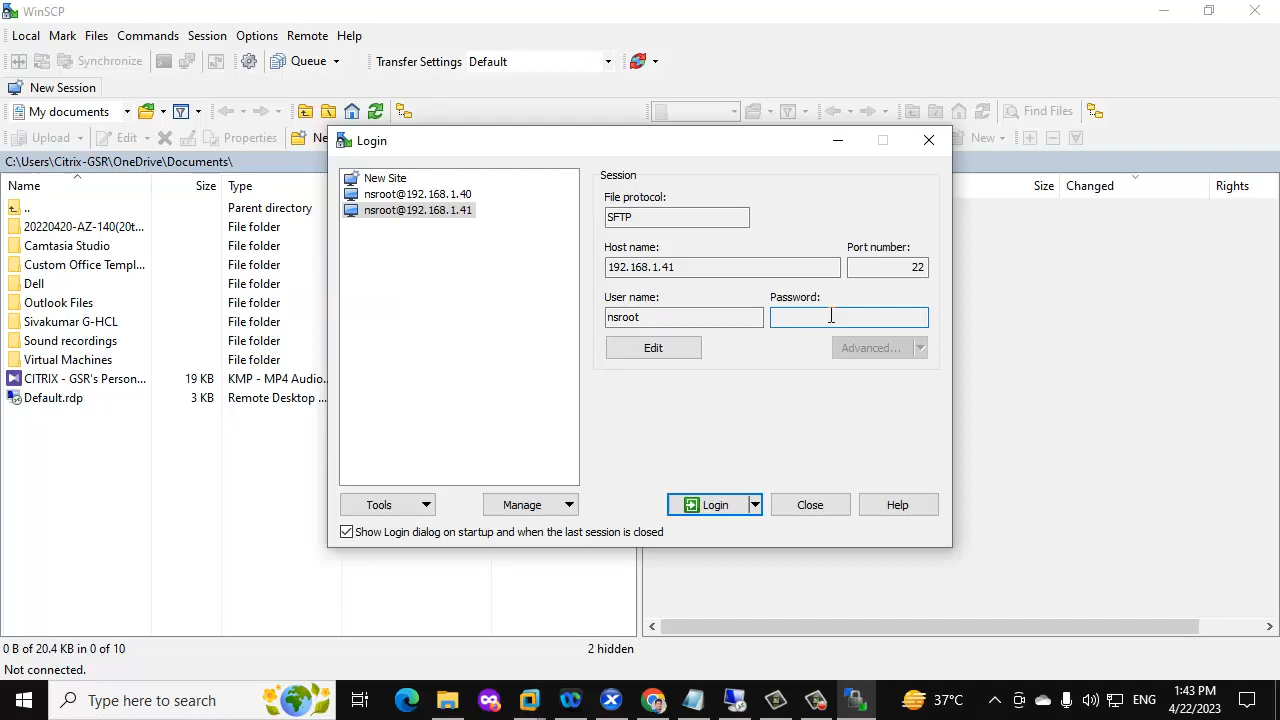 WinSCP
Local Mark Files Commands Session Options Remote Help
Synchronize Queue Transfer Settings Default
New Session
My documents Find Files
Upload Edit Properties Ne New
C:\Users\Citrix-GSR\OneDrive\Documents\
Name Size Type Size Changed Rights
.. Parent directory
20220420-AZ-140(20t... File folder
Camtasia Studio File folder
Custom Office Templ... File folder
Dell File folder
Outlook Files File folder
Sivakumar G-HCL File folder
Sound recordings File folder
Virtual Machines File folder
CITRIX - GSR's Person... 19 KB KMP - MP4 Audio...
Default.rdp 3 KB Remote Desktop ...
Login
New Site
nsroot@192.168.1.40
nsroot@192.168.1.41
Session
File protocol:
SFTP
Host name: Port number:
192.168.1.41 22
User name: Password:
nsroot
Edit Advanced...
Tools Manage Login Close Help
Show Login dialog on startup and when the last session is closed
0 B of 20.4 KB in 0 of 10 2 hidden
Not connected.
Type here to search 37°C ENG 1:43 PM
4/22/2023